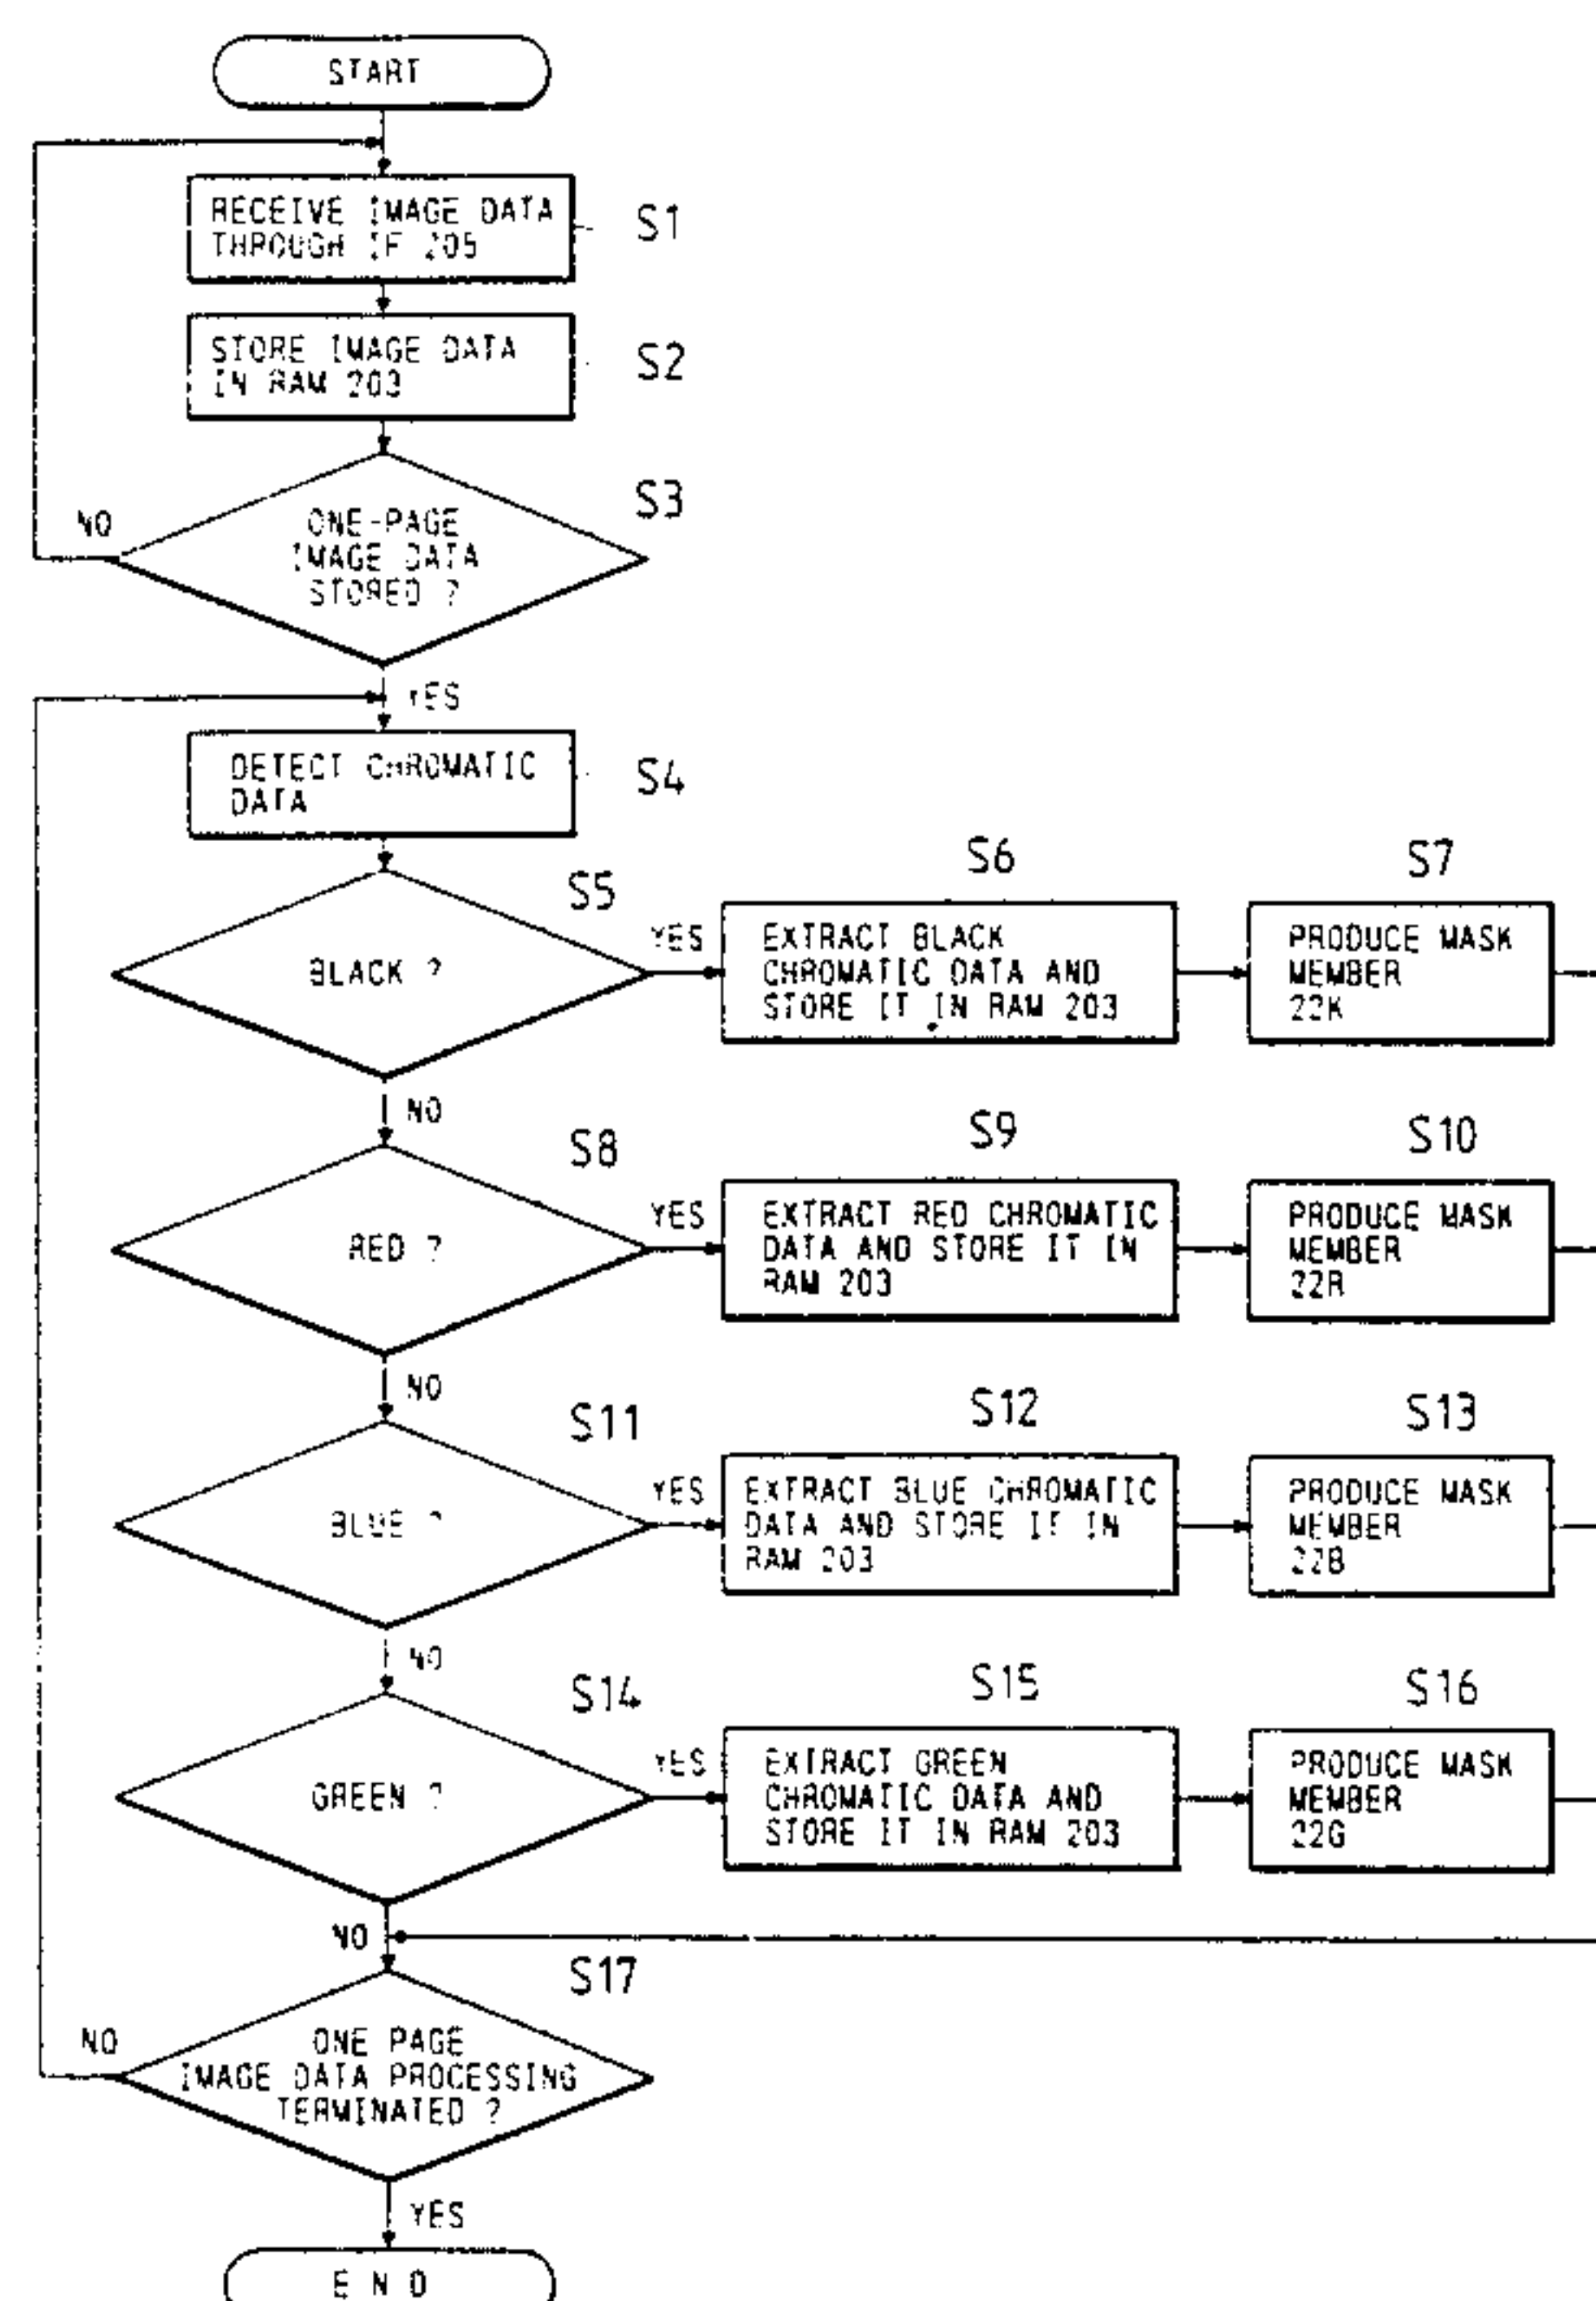 START
RECEIVE IMAGE DATA
THROUGH IF 205
S1
STORE IMAGE DATA
IN RAM 203
S2
S3
NO
ONE-PAGE
IMAGE DATA
STORED ?
YES
DETECT CHROMATIC
DATA
S4
S5
BLACK ?
YES
S6
EXTRACT BLACK
CHROMATIC DATA AND
STORE IT IN RAM 203
S7
PRODUCE MASK
MEMBER
22K
NO
S8
RED ?
YES
S9
EXTRACT RED CHROMATIC
DATA AND STORE IT IN
RAM 203
S10
PRODUCE MASK
MEMBER
22R
NO
S11
BLUE ?
YES
S12
EXTRACT BLUE CHROMATIC
DATA AND STORE IT IN
RAM 203
S13
PRODUCE MASK
MEMBER
22B
NO
S14
GREEN ?
YES
S15
EXTRACT GREEN
CHROMATIC DATA AND
STORE IT IN RAM 203
S16
PRODUCE MASK
MEMBER
22G
NO
S17
NO
ONE PAGE
IMAGE DATA PROCESSING
TERMINATED ?
YES
END